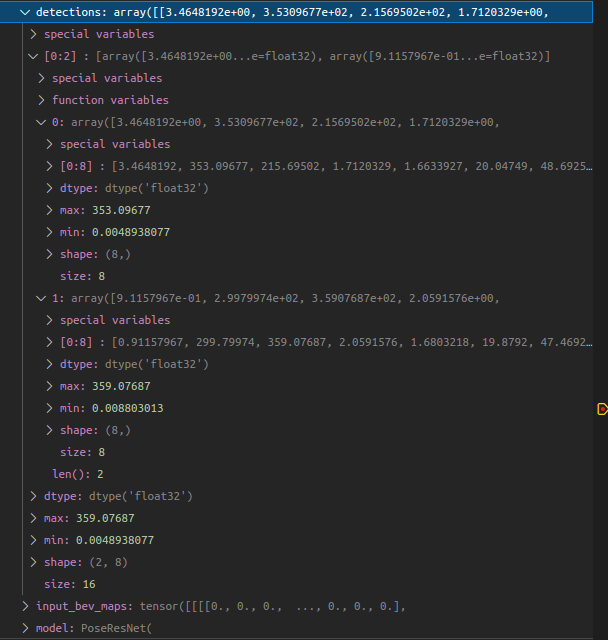 detections: array([[3.4648192e+00, 3.5309677e+02, 2.1569502e+02, 1.7120329e+00,
special variables
[0:2] : [array([3.4648192e+00...e=float32), array([9.1157967e-01...e=float32)]
special variables
function variables
0: array([3.4648192e+00, 3.5309677e+02, 2.1569502e+02, 1.7120329e+00,
special variables
[0:8] : [3.4648192, 353.09677, 215.69502, 1.7120329, 1.6633927, 20.04749, 48.6925…
dtype: dtype('float32')
max: 353.09677
min: 0.0048938077
shape: (8,)
size: 8
1: array([9.1157967e-01, 2.9979974e+02, 3.5907687e+02, 2.0591576e+00,
special variables
[0:8] : [0.91157967, 299.79974, 359.07687, 2.0591576, 1.6803218, 19.8792, 47.4692…
dtype: dtype('float32')
max: 359.07687
min: 0.008803013
shape: (8,)
size: 8
len(): 2
dtype: dtype('float32')
max: 359.07687
min: 0.0048938077
shape: (2, 8)
size: 16
input_bev_maps: tensor([[[[0., 0., 0.,  ..., 0., 0., 0.],
model: PoseResNet(